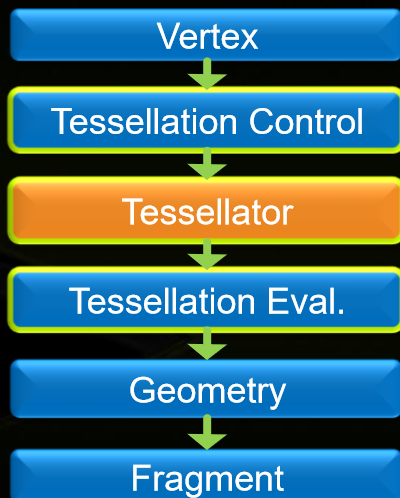 Vertex
Tessellation Control
Tessellator
Tessellation Eval.
Geometry
Fragment